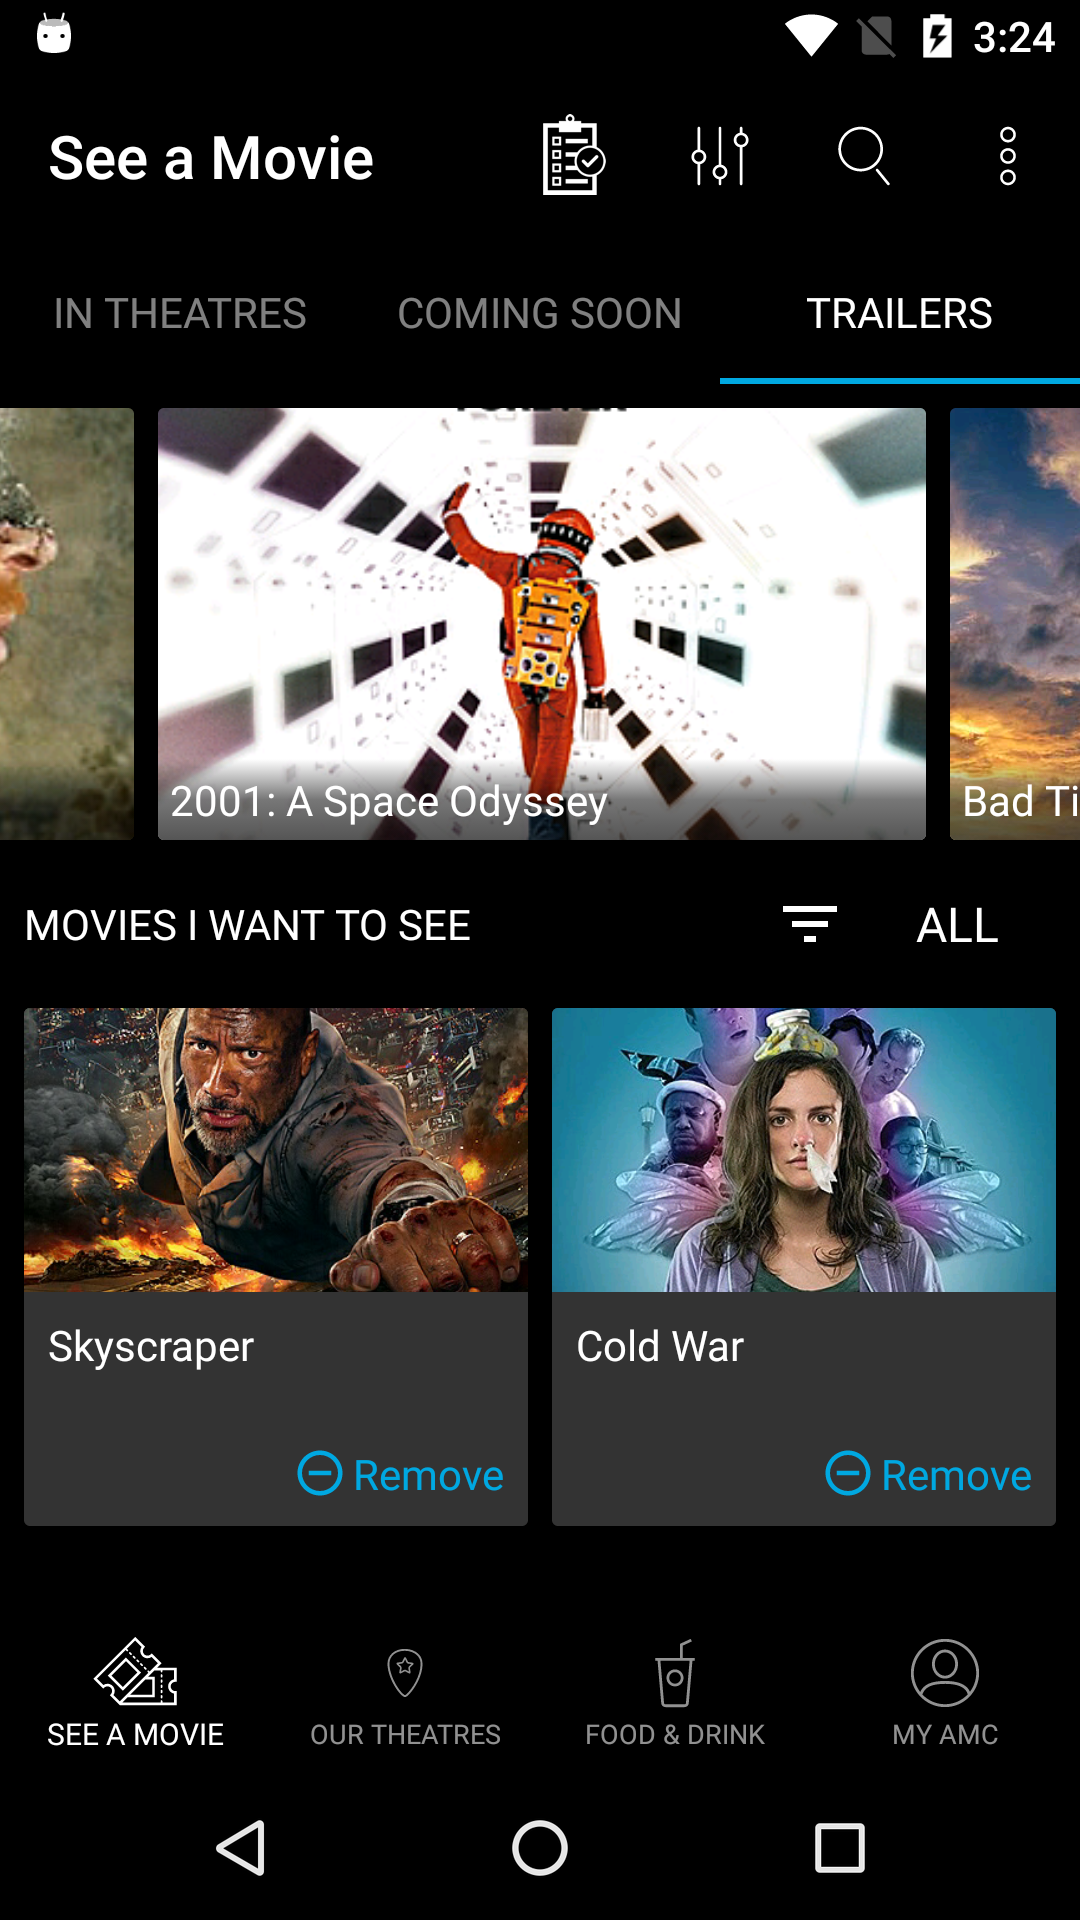 3:24
See a Movie
IN THEATRES
COMING SOON
TRAILERS
2001: A Space Odyssey
Bad Ti
MOVIES I WANT TO SEE
ALL
Skyscraper
Cold War
Remove
Remove
SEE A MOVIE
OUR THEATRES
FOOD & DRINK
MY AMC